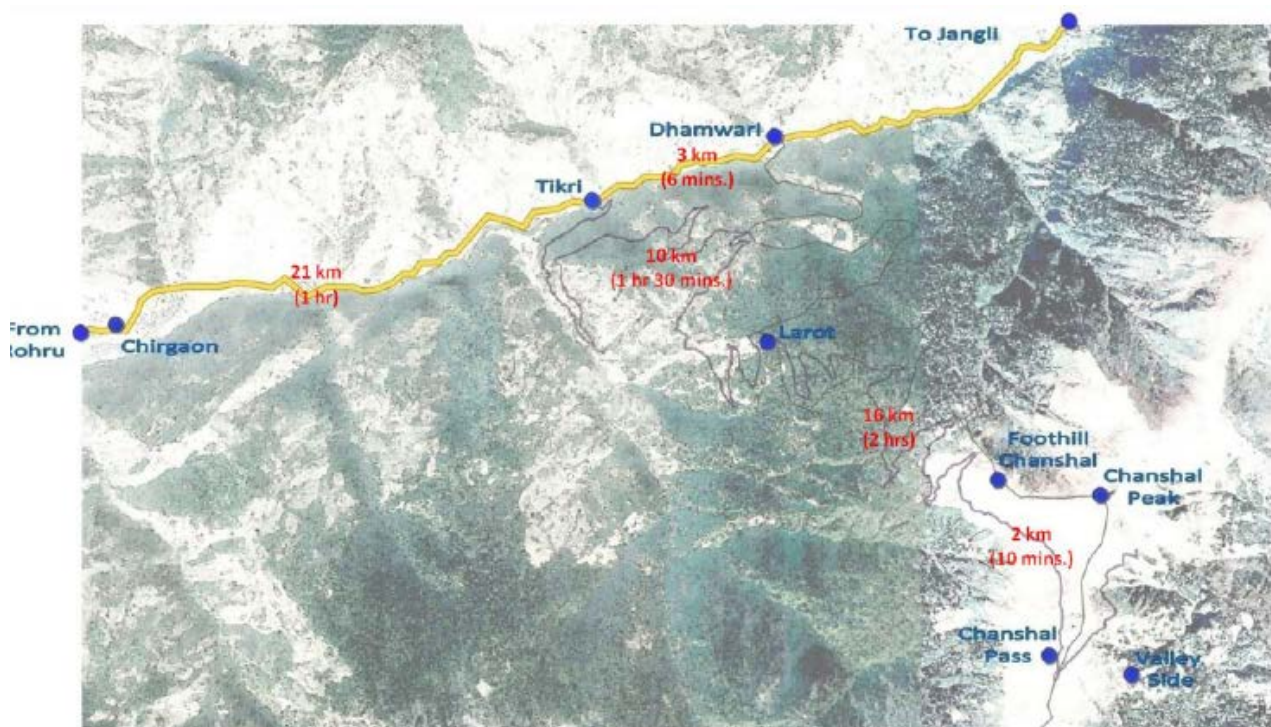 To Jangli
Dhamwari
3 km
(6 mins.)
Tikri
10 km
(1 hr 30 mins.)
21 km
(1 hr)
From
Chirgaon
Larot
16 km
(2 hrs)
Foothill
Chanshal
Chanshal
Peak
2 km
(10 mins.)
Chanshal
Pass
Valley
Side